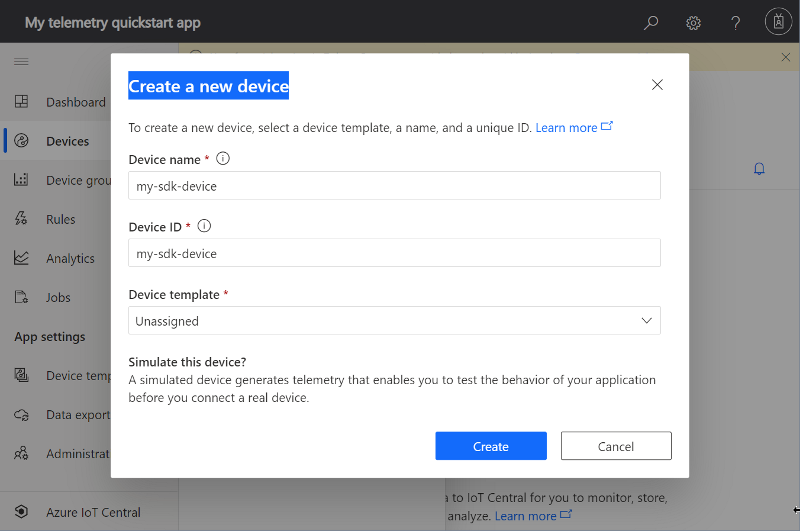 My telemetry quickstart app
?
Create a new device
To create a new device, select a device template, a name, and a unique ID. Learn more
Device name *
my-sdk-device
Device ID *
my-sdk-device
Device template *
Unassigned
Simulate this device?
A simulated device generates telemetry that enables you to test the behavior of your application
before you connect a real device.
Create
Cancel
Dashboard
Devices
Device
Rules
Analytics
Jobs
App settings
Device
Data export
Azure IoT Central
to IoT Central for you to monitor, store,
analyze. Learn more